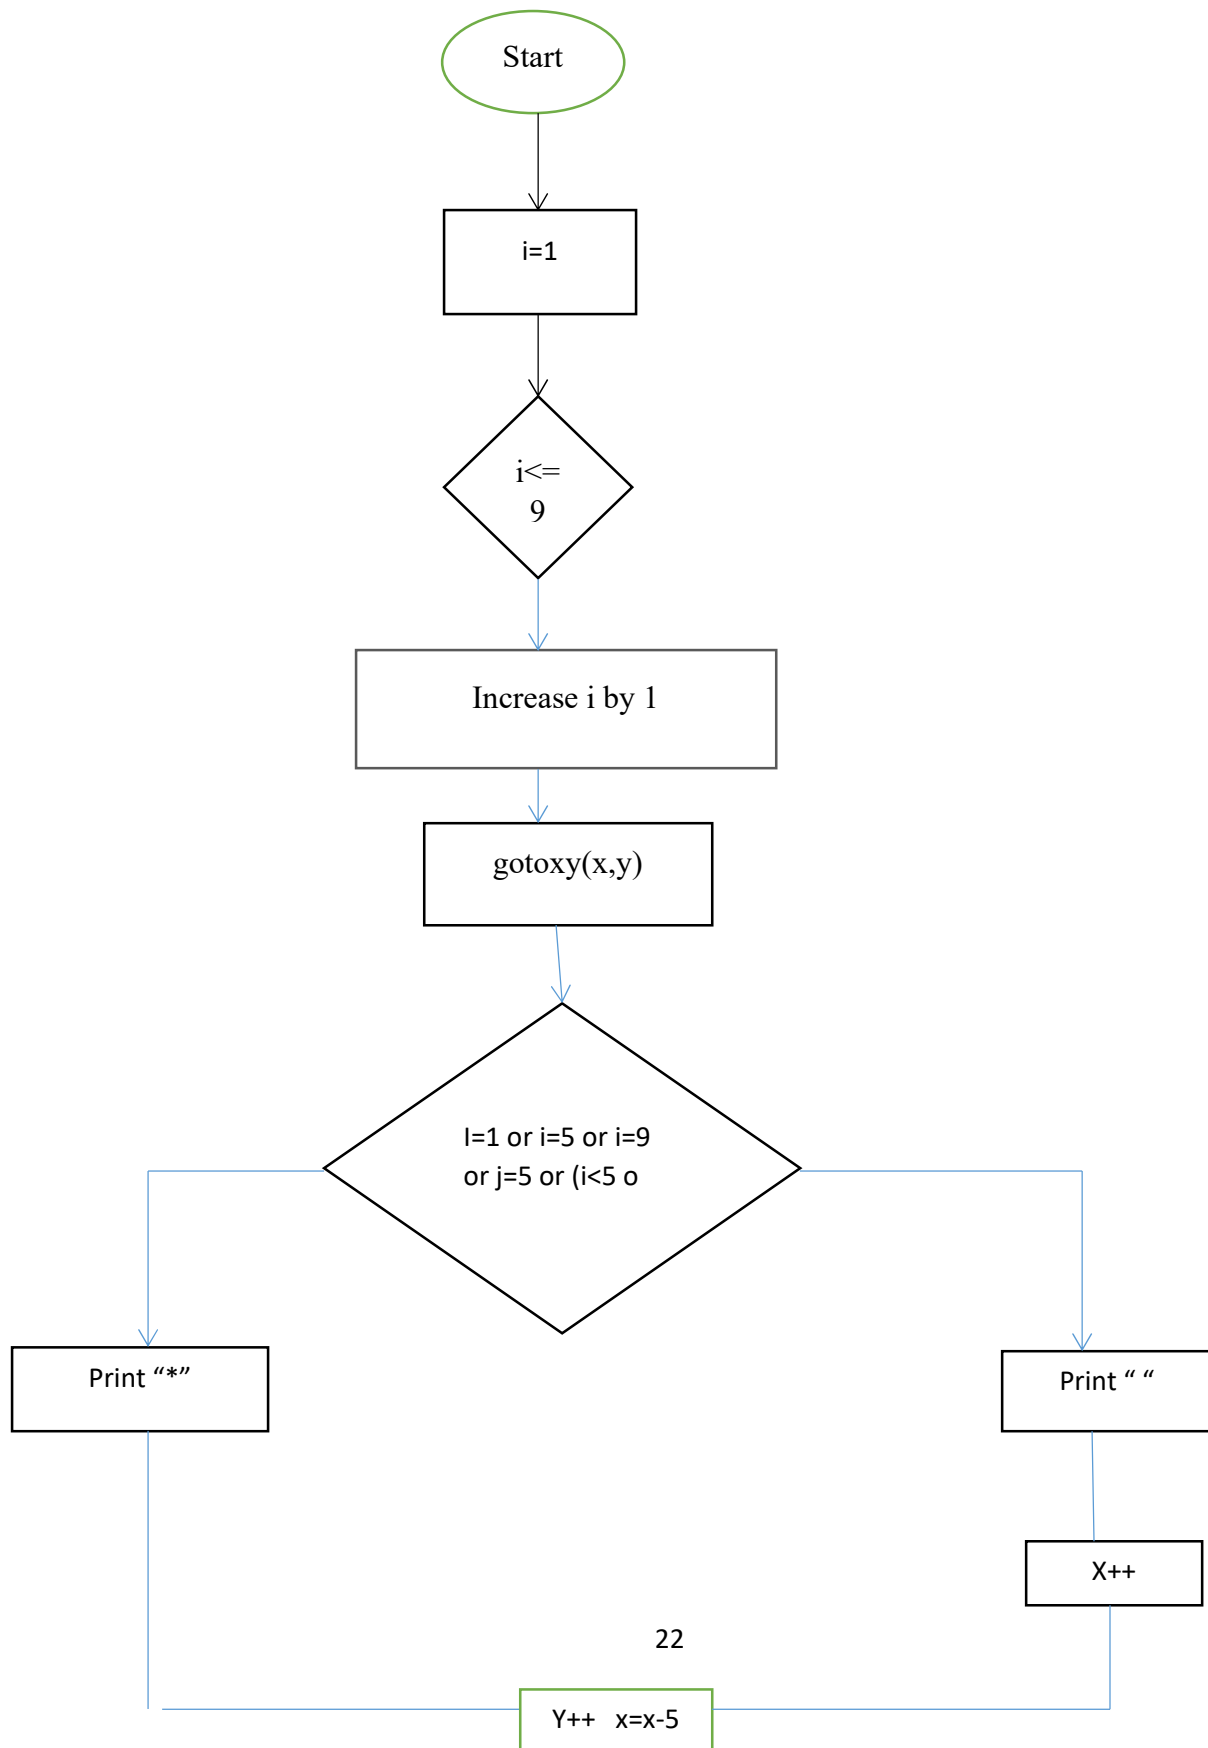 Start
i=1
i<=
9
Increase i by 1
gotoxy(x,y)
I=1 or i=5 or i=9
or j=5 or (i<5 o
Print “*”
Print “ “
X++
22
Y++   x=x-5